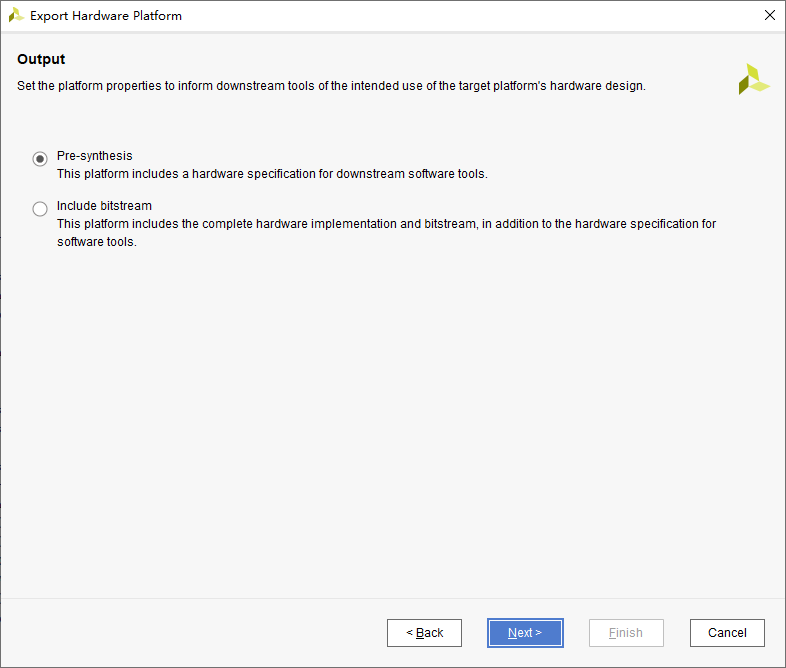 Export Hardware Platform
Output
Set the platform properties to inform downstream tools of the intended use of the target platform's hardware design.
Pre-synthesis
This platform includes a hardware specification for downstream software tools.
Include bitstream
This platform includes the complete hardware implementation and bitstream, in addition to the hardware specification for
software tools.
< Back Next > Finish Cancel